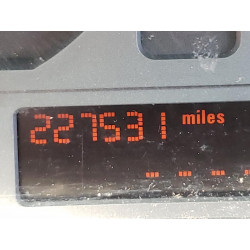 227531 miles
_ _ _ _